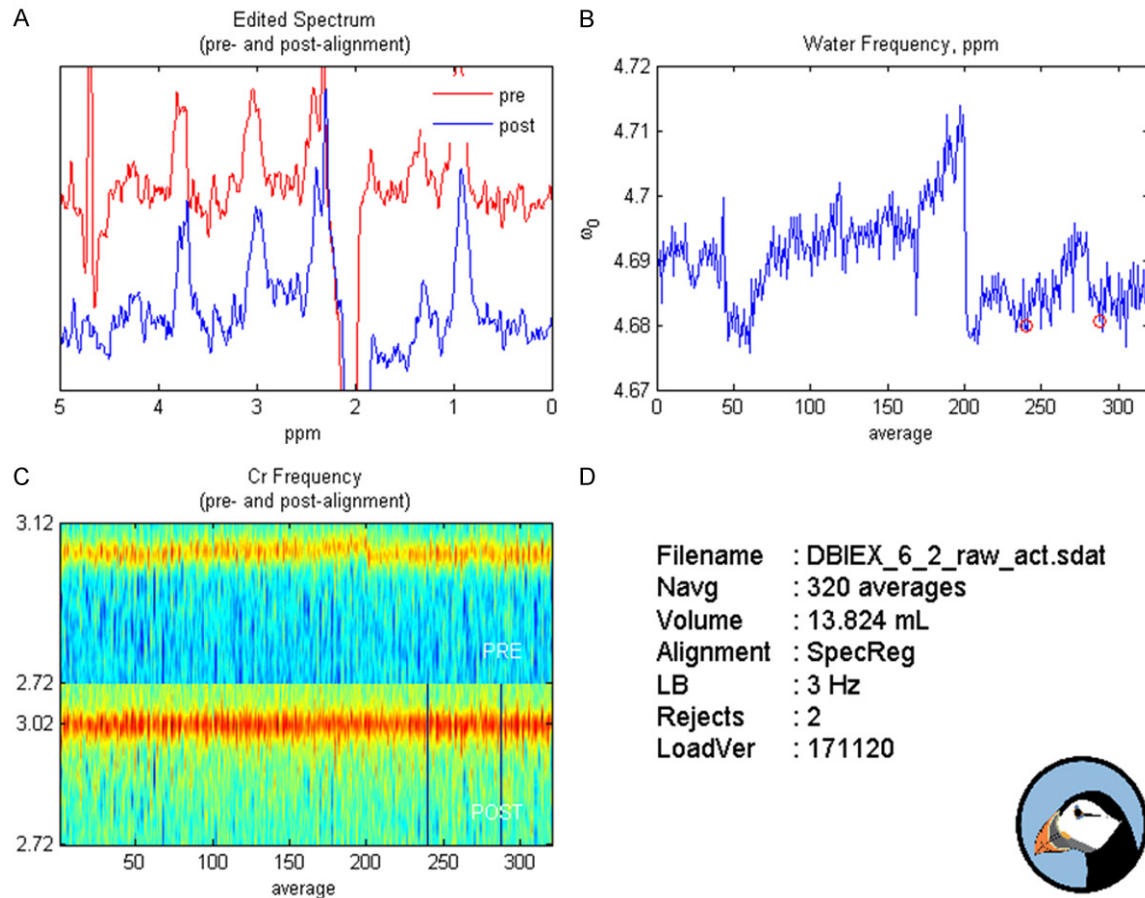 A
Edited Spectrum
(pre- and post-alignment)
pre
post
5 4 3 2 1 0
ppm
B
Water Frequency, ppm
4.72
4.71
4.7
4.69
4.68
4.67
ω0
0 50 100 150 200 250 300
average
C
Cr Frequency
(pre- and post-alignment)
3.12
PRE
2.72
3.02
POST
2.72
50 100 150 200 250 300
average
D
Filename : DBIEX_6_2_raw_act.sdat
Navg : 320 averages
Volume : 13.824 mL
Alignment : SpecReg
LB : 3 Hz
Rejects : 2
LoadVer : 171120